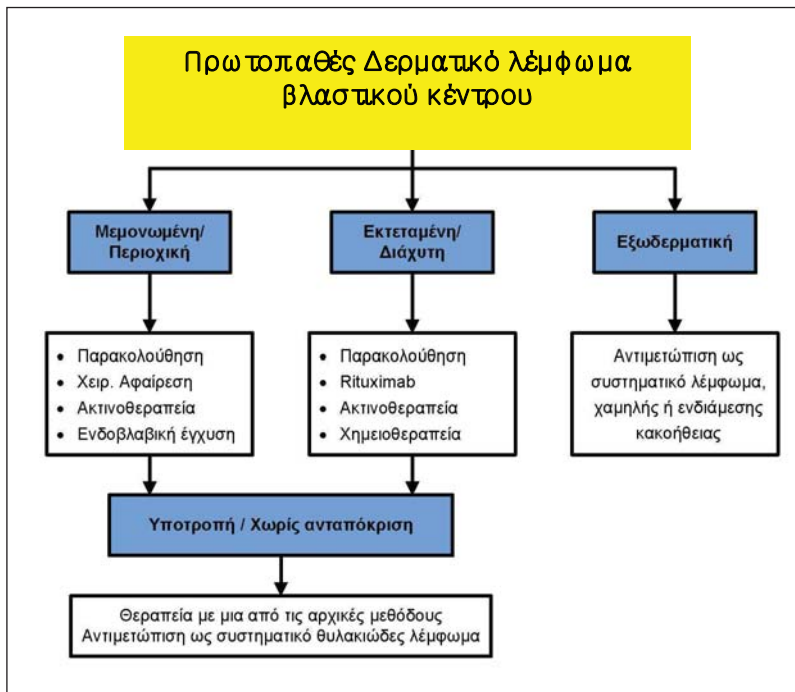 Πρωτοπαθές Δερματικό λέμφωμα
βλαστικού κέντρου
Μεμονωμένη/
Περιοχική
Εκτεταμένη/
Διάχυτη
Εξωδερματική
• Παρακολούθηση
• Χειρ. Αφαίρεση
• Ακτινοθεραπεία
• Ενδοβλαβική έγχυση
• Παρακολούθηση
• Rituximab
• Ακτινοθεραπεία
• Χημειοθεραπεία
Αντιμετώπιση ως
συστηματικό λέμφωμα,
χαμηλής ή ενδιάμεσης
κακοήθειας
Υποτροπή / Χωρίς ανταπόκριση
Θεραπεία με μια από τις αρχικές μεθόδους
Αντιμετώπιση ως συστηματικό θυλακιώδες λέμφωμα